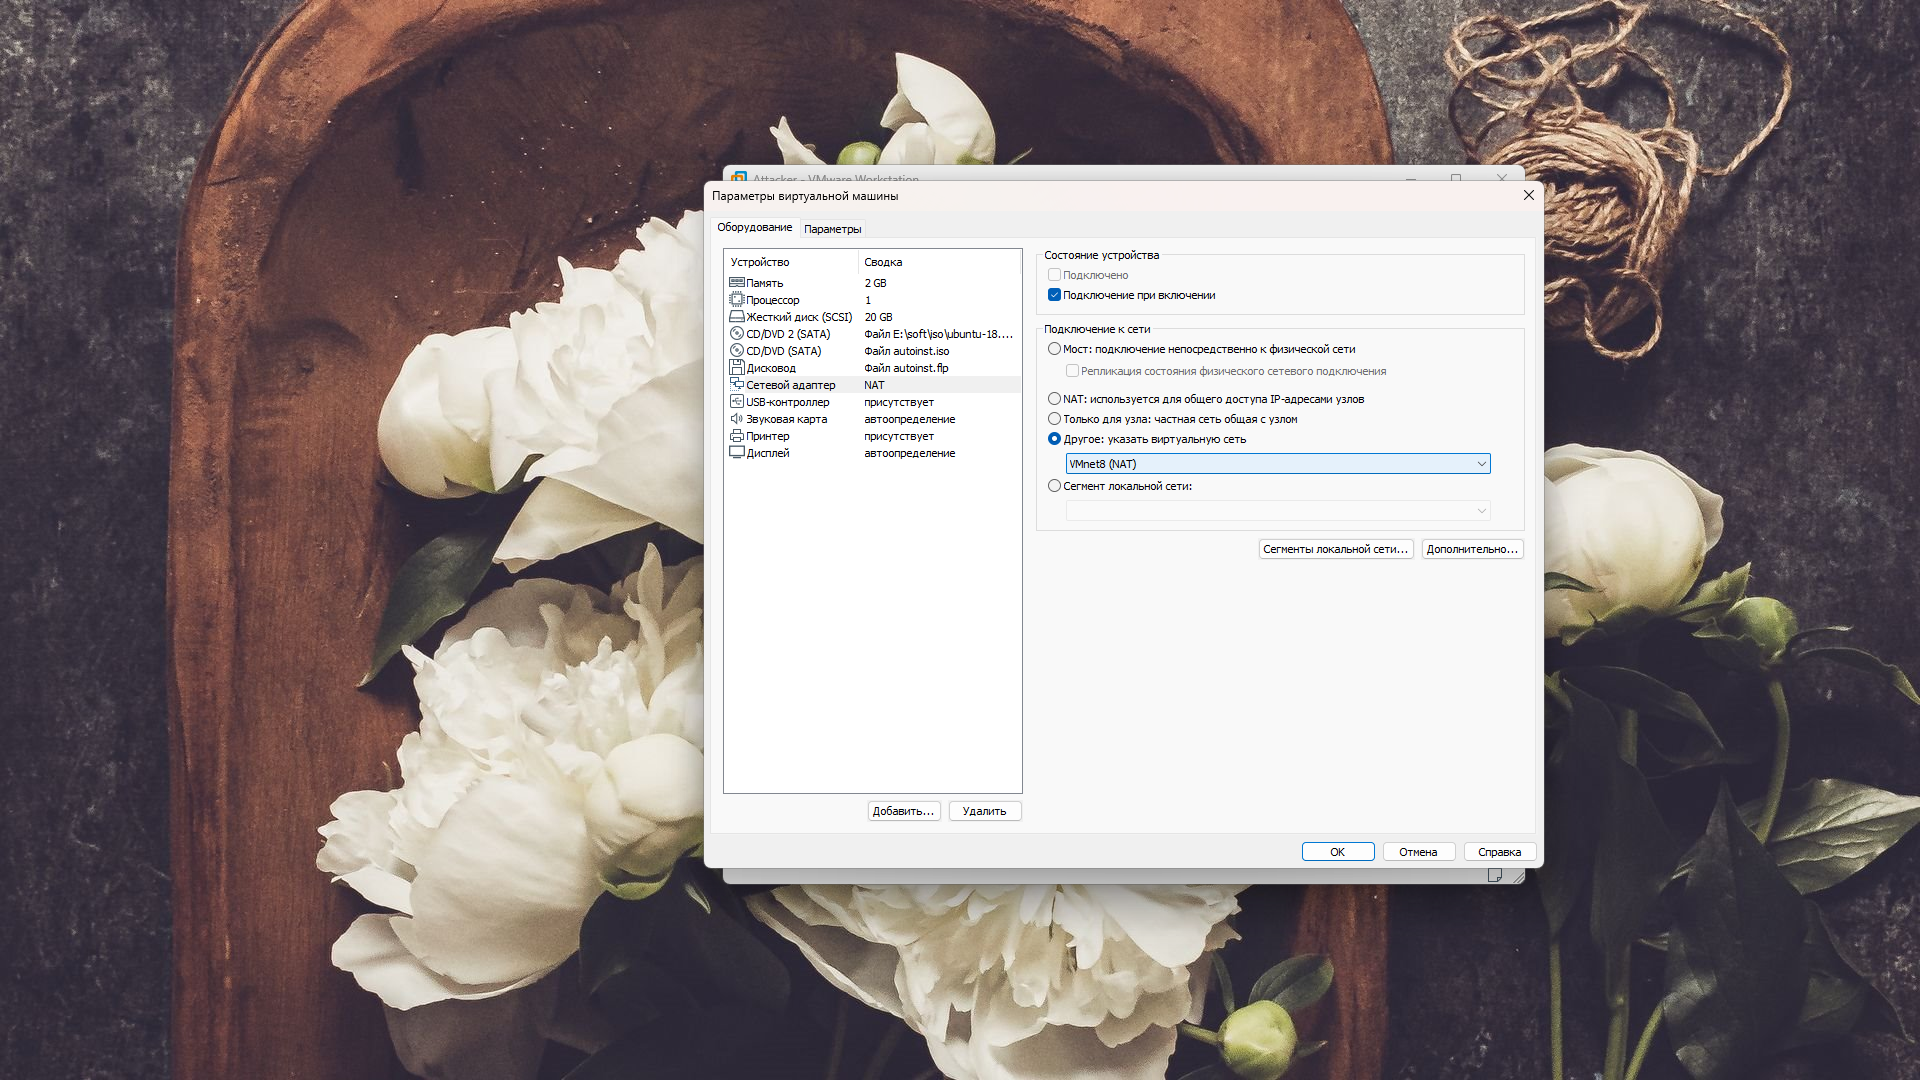 Attacker - VMware Workstation
Параметры виртуальной машины
Оборудование
Параметры
Устройство Сводка
Память 2 GB
Процессор 1
Жесткий диск (SCSI) 20 GB
CD/DVD 2 (SATA) Файл E:\soft\iso\ubuntu-18....
CD/DVD (SATA) Файл autoinst.iso
Дисковод Файл autoinst.flp
Сетевой адаптер NAT
USB-контроллер присутствует
Звуковая карта автоопределение
Принтер присутствует
Дисплей автоопределение
Добавить...
Удалить
Состояние устройства
Подключено
Подключение при включении
Подключение к сети
Мост: подключение непосредственно к физической сети
Репликация состояния физического сетевого подключения
NAT: используется для общего доступа IP-адресами узлов
Только для узла: частная сеть общая с узлом
Другое: указать виртуальную сеть
VMnet8 (NAT)
Сегмент локальной сети:
Сегменты локальной сети...
Дополнительно...
OK
Отмена
Справка